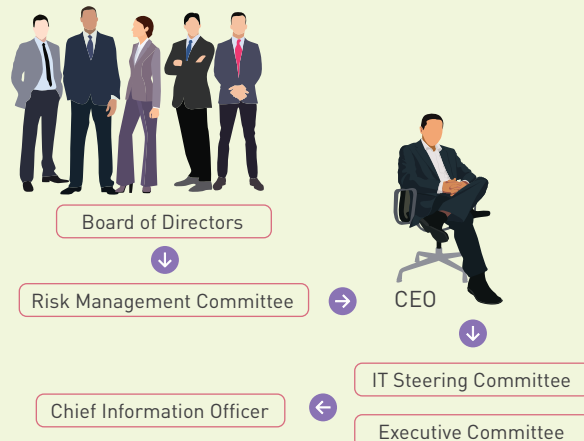 Board of Directors
Risk Management Committee
CEO
IT Steering Committee
Chief Information Officer
Executive Committee